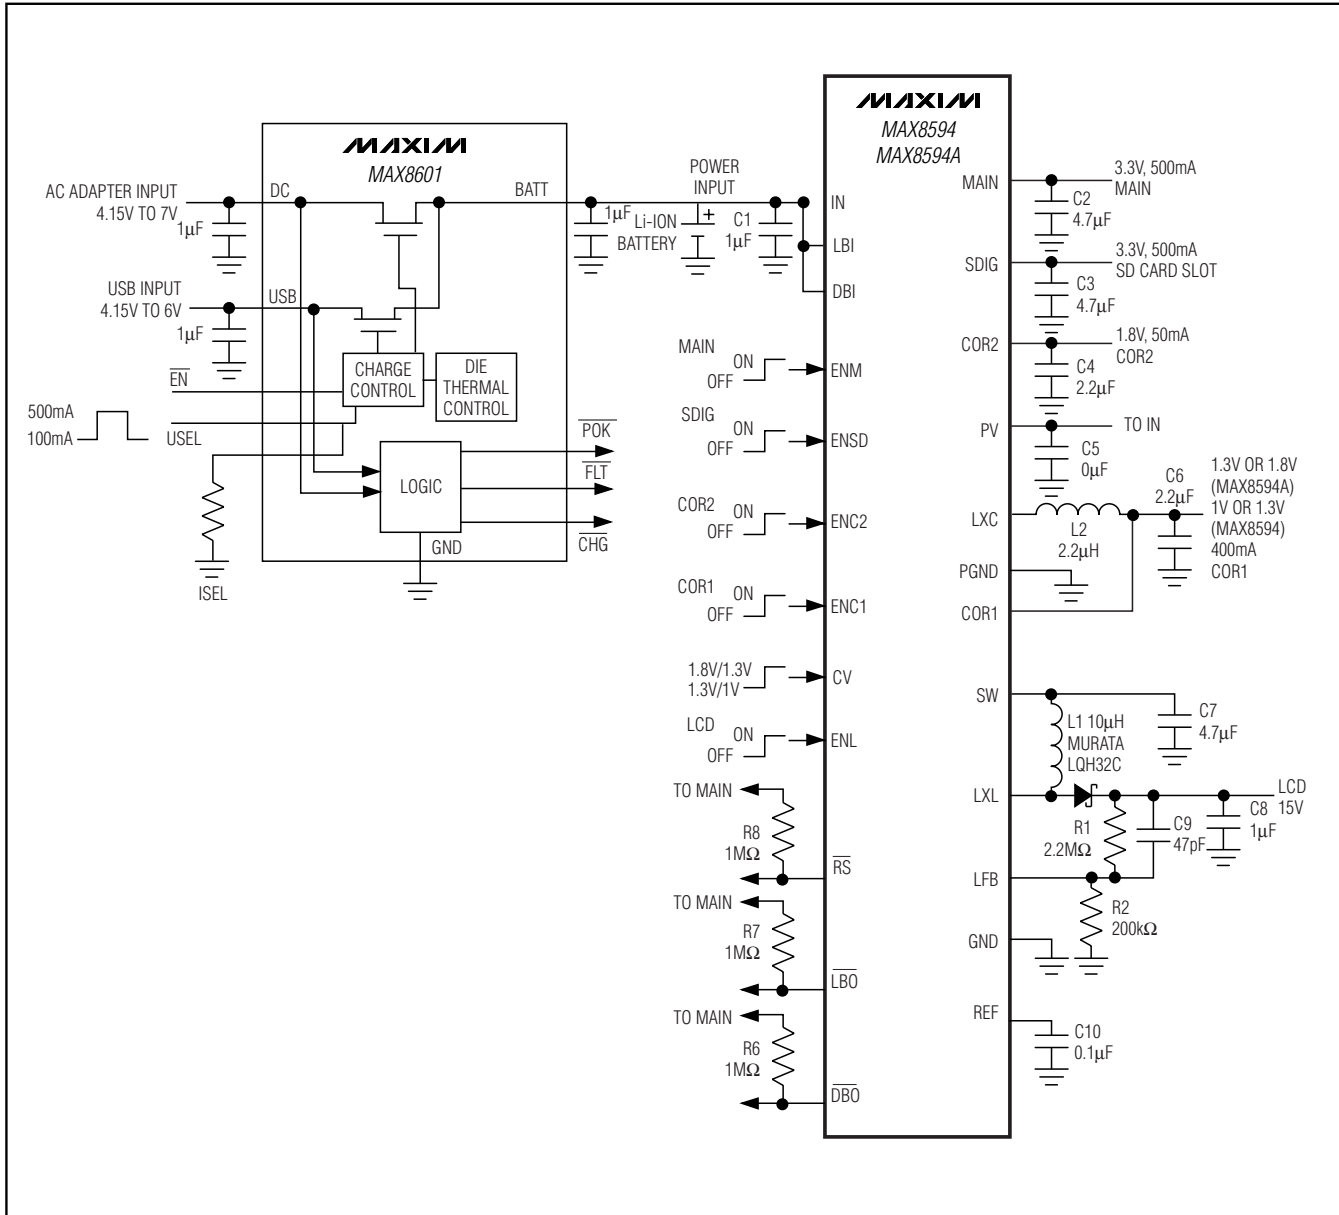 MAXIM
MAX8601
AC ADAPTER INPUT
4.15V TO 7V
1μF
DC
BATT
USB INPUT
4.15V TO 6V
1μF
USB
EN
CHARGE
CONTROL
DIE
THERMAL
CONTROL
500mA
100mA
USEL
LOGIC
POK
FLT
CHG
GND
ISEL
1μF
POWER
INPUT
Li-ION
BATTERY
+
C1
1μF
MAXIM
MAX8594
MAX8594A
IN
LBI
DBI
MAIN
ON
OFF
ENM
SDIG
ON
OFF
ENSD
COR2
ON
OFF
ENC2
COR1
ON
OFF
ENC1
1.8V/1.3V
1.3V/1V
CV
LCD
ON
OFF
ENL
TO MAIN
R8
1MΩ
RS
TO MAIN
R7
1MΩ
LBO
TO MAIN
R6
1MΩ
DBO
MAIN
3.3V, 500mA
MAIN
C2
4.7μF
SDIG
3.3V, 500mA
SD CARD SLOT
C3
4.7μF
COR2
1.8V, 50mA
COR2
C4
2.2μF
PV
TO IN
C5
0μF
LXC
L2
2.2μH
C6
2.2μF
1.3V OR 1.8V
(MAX8594A)
1V OR 1.3V
(MAX8594)
400mA
COR1
PGND
COR1
SW
L1 10μH
MURATA
LQH32C
C7
4.7μF
LXL
LCD
15V
R1
2.2MΩ
C9
47pF
C8
1μF
LFB
R2
200kΩ
GND
REF
C10
0.1μF